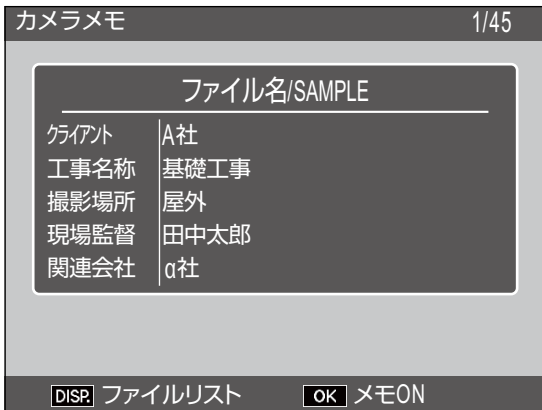 カメラメモ 1/45
ファイル名/SAMPLE
クライアント A社
工事名称 基礎工事
撮影場所 屋外
現場監督 田中太郎
関連会社 α社
DISP. ファイルリスト OK メモON